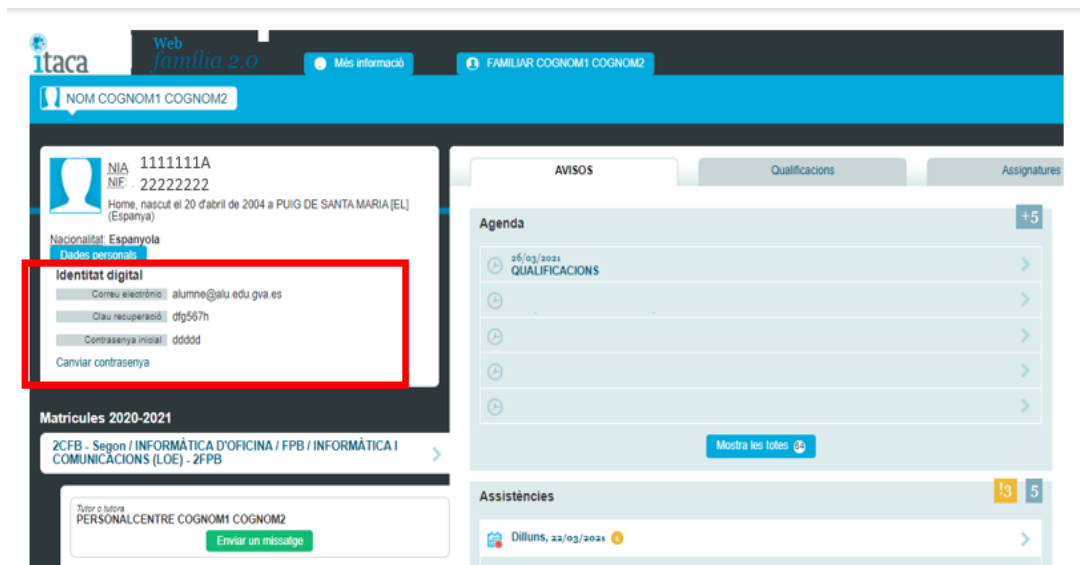 itaca
Web
família 2.0
Més informació
FAMILIAR COGNOM1 COGNOM2
NOM COGNOM1 COGNOM2
NIA 1111111A
NIF: 22222222
Home, nascut el 20 d'abril de 2004 a PUIG DE SANTA MARIA [EL]
(Espanya)
Nacionalitat: Espanyola
Dades personals
Identitat digital
Correu electrònic alumne@alu.edu.gva.es
Clau recuperació dfg567h
Contrasenya inicial ddddd
Canviar contrasenya
Matricules 2020-2021
2CFB - Segon / INFORMÀTICA D'OFICINA / FPB / INFORMÀTICA I
COMUNICACIONS (LOE) - 2FPB
Tutor o tutora
PERSONALCENTRE COGNOM1 COGNOM2
Enviar un missatge
AVISOS
Qualificacions
Assignatures
Agenda
+5
26/03/2021
QUALIFICACIONS
Mostra les totes 64
Assistències
!3 5
Dilluns, 22/03/2021 1